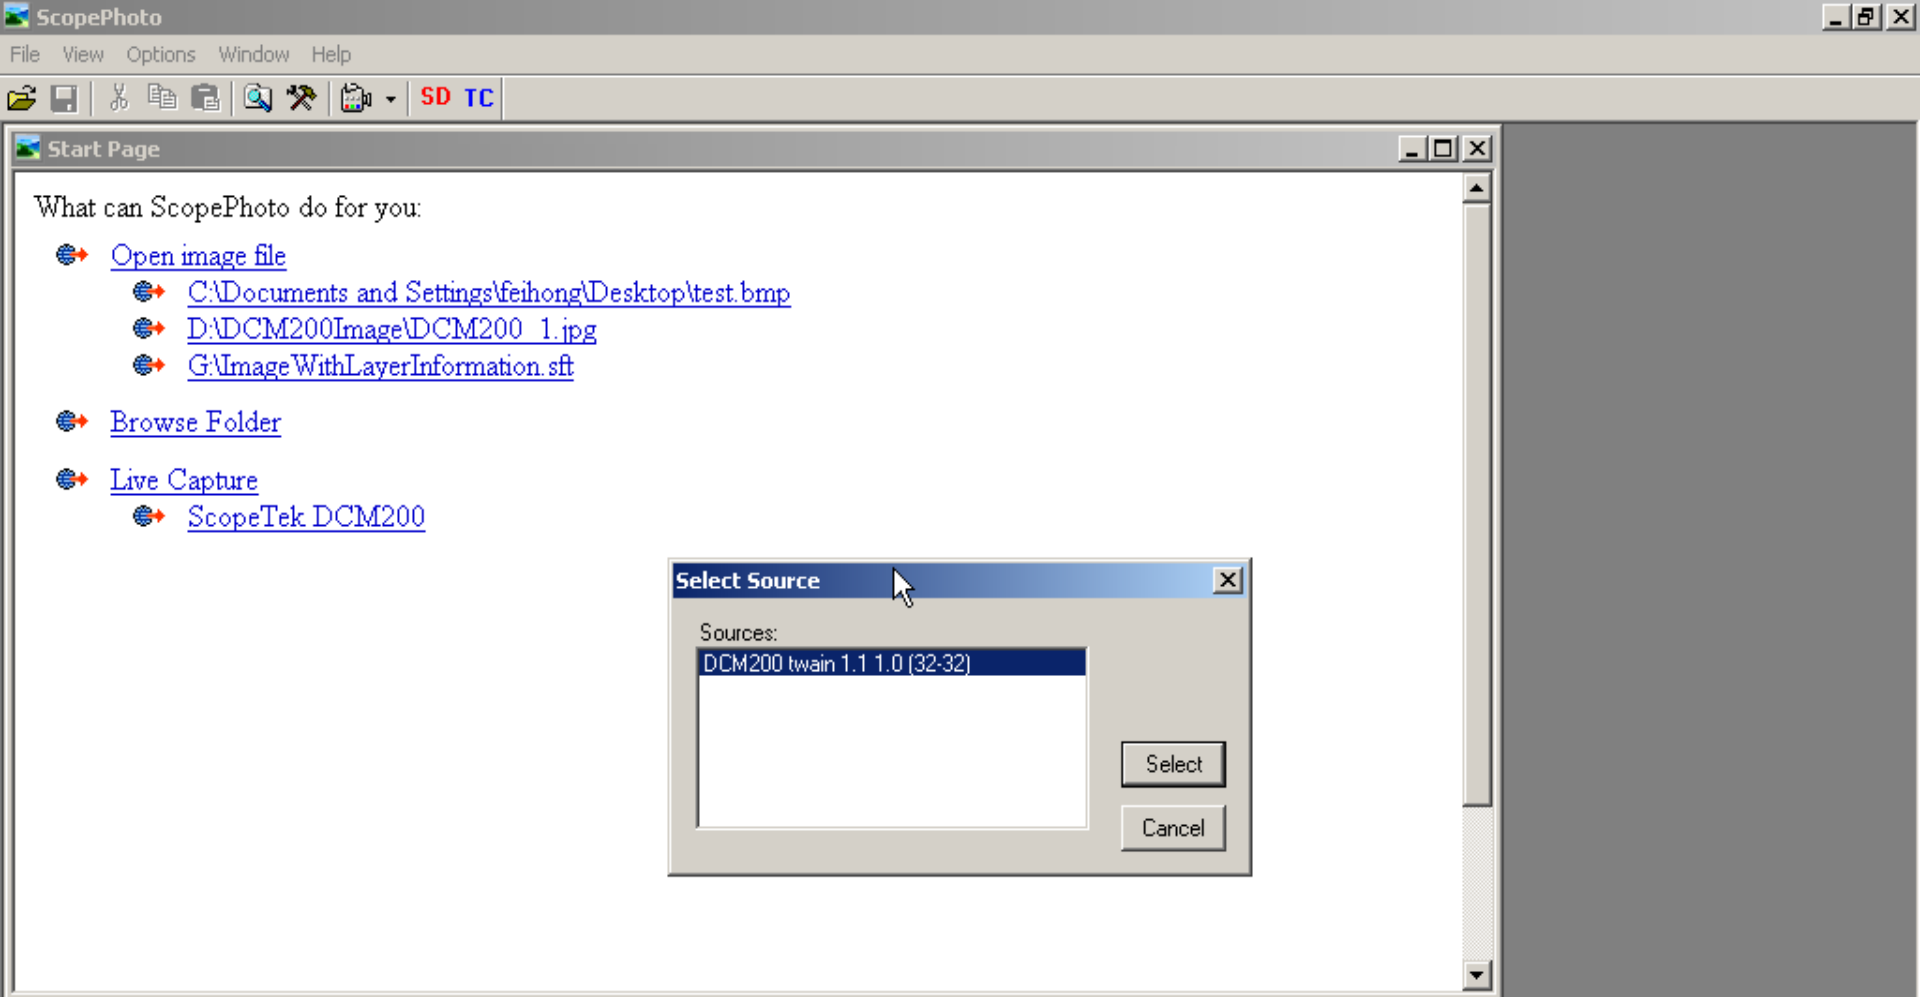 ScopePhoto
File View Options Window Help
SD TC
Start Page
What can ScopePhoto do for you:
Open image file
C:\Documents and Settings\feihong\Desktop\test.bmp
D:\DCM200Image\DCM200_1.jpg
G:\ImageWithLayerInformation.sft
Browse Folder
Live Capture
ScopeTek DCM200
Select Source
Sources:
DCM200 twain 1.1 1.0 (32-32)
Select
Cancel